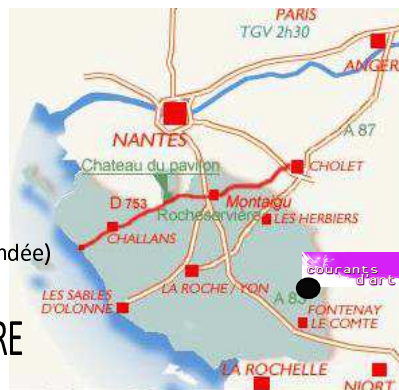 PARIS
TGV 2h30
ANGER
NANTES
A 87
Chateau du pavillon
CHOLET
D 753
Montaigu
Rocheservière
LES HERBIERS
CHALLANS
ndée)
courants
d'art
LA ROCHE / YON
A 83
LES SABLES
D'OLONNE
FONTENAY
LE COMTE
RE
LA ROCHELLE
NIORT